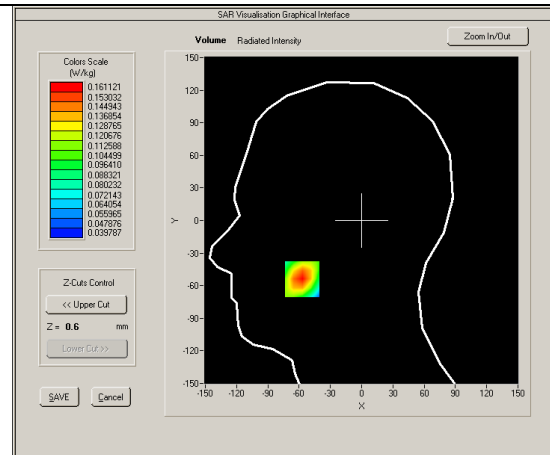 SAR Visualisation Graphical Interface
Volume Radiated Intensity
Zoom In/Out
Colors Scale
(W/kg)
0.161121
0.153032
0.144943
0.136854
0.128765
0.120676
0.112588
0.104499
0.096410
0.088321
0.080232
0.072143
0.064054
0.055965
0.047876
0.039787
Z-Cuts Control
<< Upper Cut
Z = 0.6 mm
Lower Cut >>
SAVE Cancel
150
120
90
60
30
0
-30
-60
-90
-120
-150
Y
-150 -120 -90 -60 -30 0 30 60 90 120 150
X